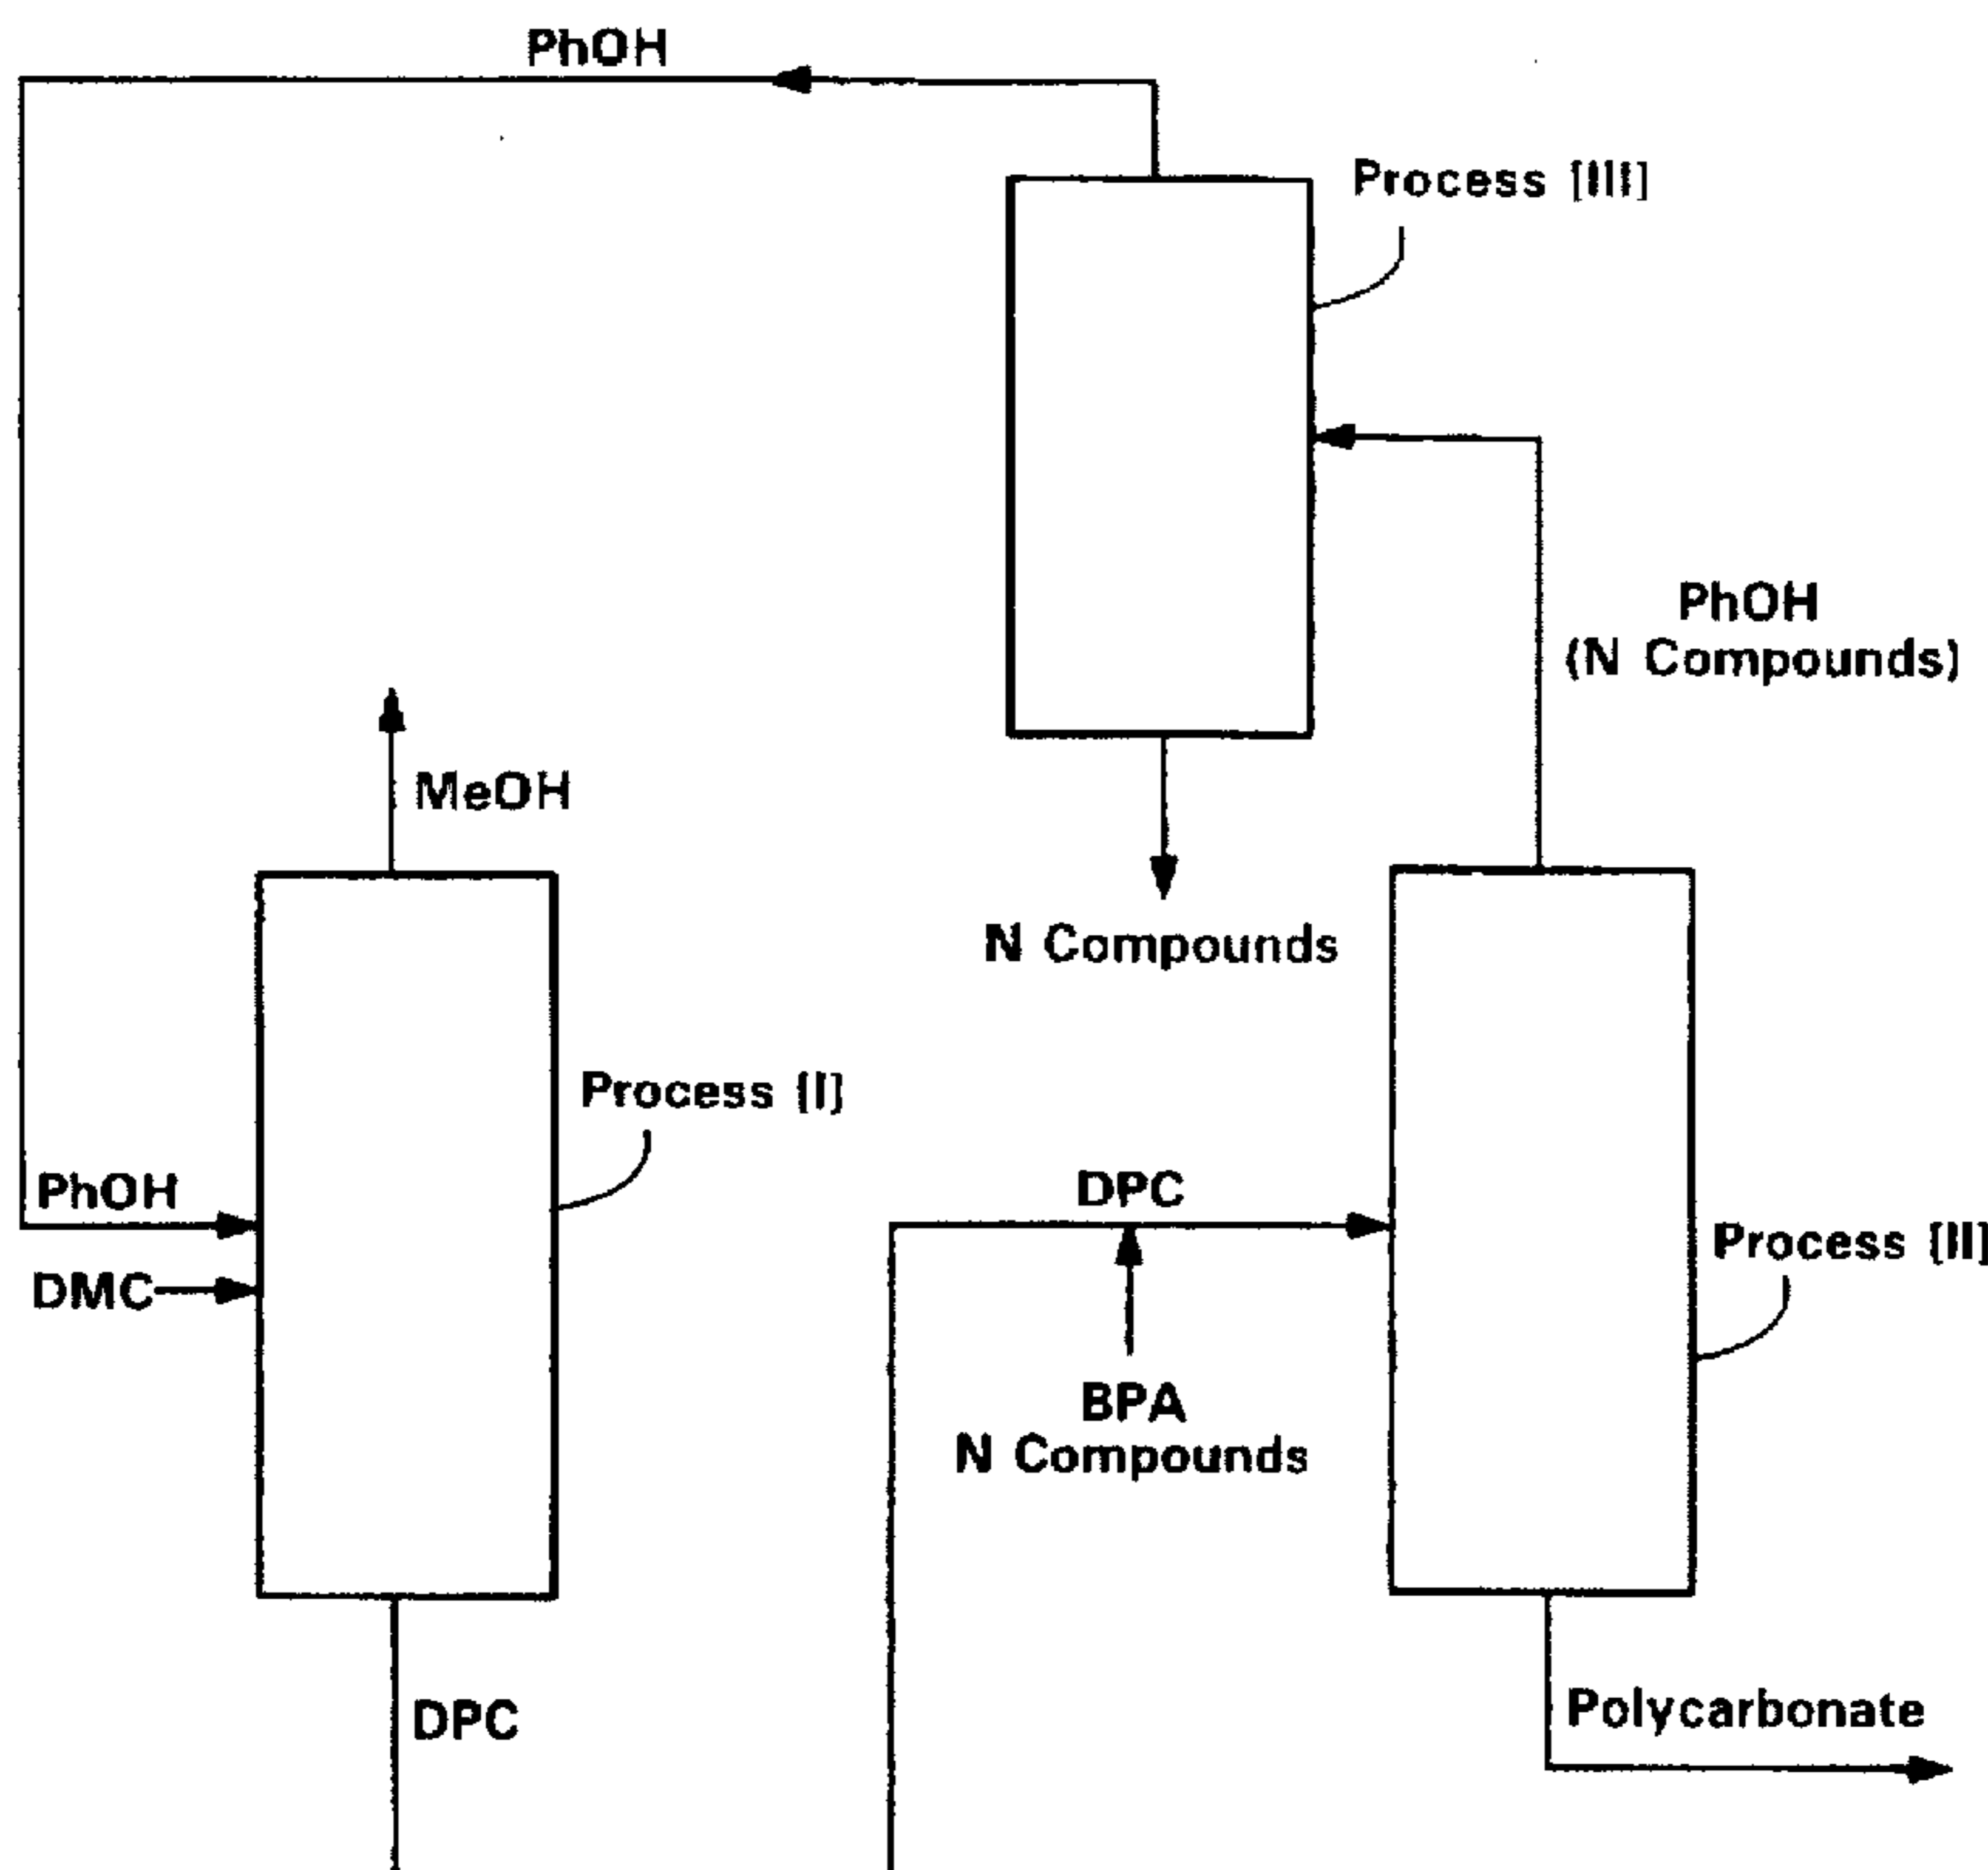 PhOH
Process [III]
PhOH
(N Compounds)
MeOH
N Compounds
Process [I]
PhOH
DPC
Process [II]
DMC
BPA
N Compounds
Polycarbonate
DPC